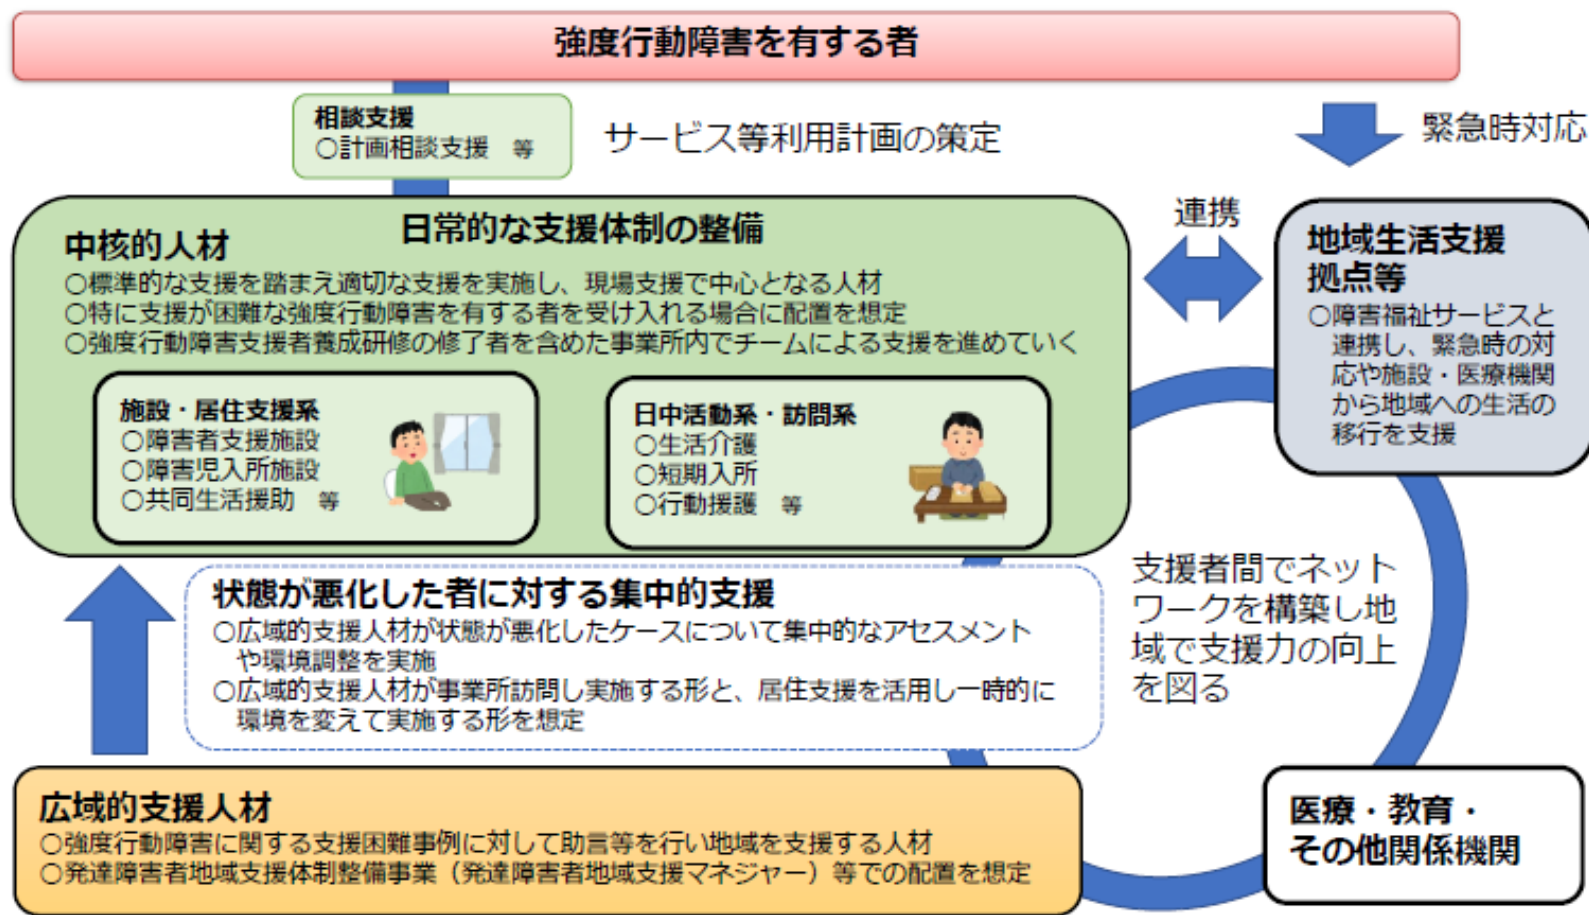 強度行動障害を有する者
相談支援
○計画相談支援 等
サービス等利用計画の策定
緊急時対応
日常的な支援体制の整備
中核的人材
○標準的な支援を踏まえ適切な支援を実施し、現場支援で中心となる人材
○特に支援が困難な強度行動障害を有する者を受け入れる場合に配置を想定
○強度行動障害支援者養成研修の修了者を含めた事業所内でチームによる支援を進めていく
施設・居住支援系
○障害者支援施設
○障害児入所施設
○共同生活援助 等
日中活動系・訪問系
○生活介護
○短期入所
○行動援護 等
連携
地域生活支援
拠点等
○障害福祉サービスと
連携し、緊急時の対
応や施設・医療機関
から地域への生活の
移行を支援
状態が悪化した者に対する集中的支援
○広域的支援人材が状態が悪化したケースについて集中的なアセスメント
や環境調整を実施
○広域的支援人材が事業所訪問し実施する形と、居住支援を活用し一時的に
環境を変えて実施する形を想定
支援者間でネット
ワークを構築し地
域で支援力の向上
を図る
広域的支援人材
○強度行動障害に関する支援困難事例に対して助言等を行い地域を支援する人材
○発達障害者地域支援体制整備事業（発達障害者地域支援マネジャー）等での配置を想定
医療・教育・
その他関係機関